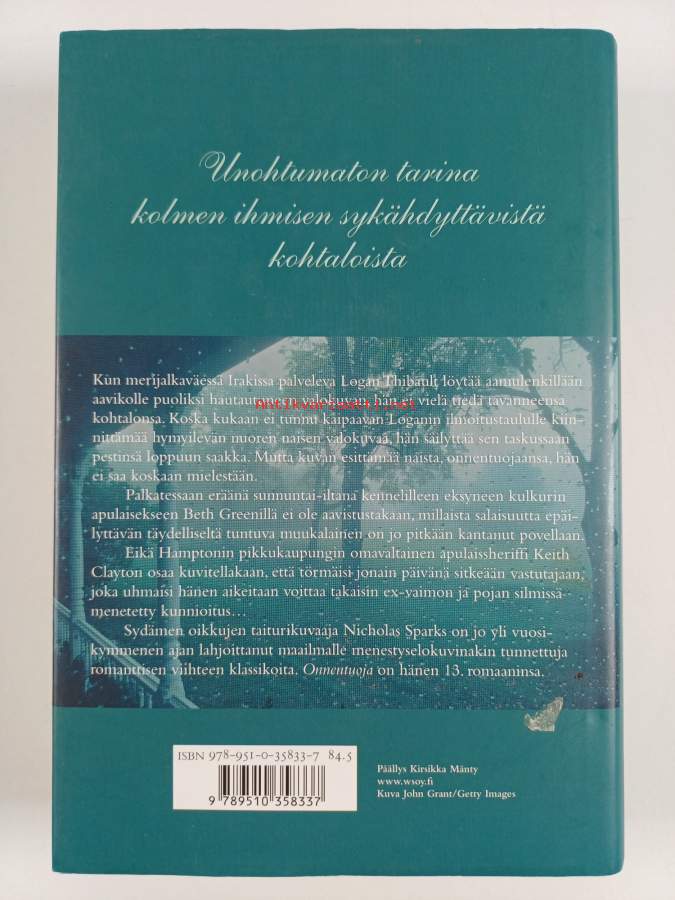 Unohtumaton tarina
kolmen ihmisen sykähdyttävistä
kohtaloista
Kun merijalkaväessä Irakissa palveleva Logan Thibault löytää aamulenkillään
aavikolle puoliksi hautautuneen valokuvan, hän ei vielä tiedä tavanneensa
kohtalonsa. Koska kukaan ei tunnu kaipaavan Loganin ilmoitustaululle kiin-
nittämää hymyilevän nuoren naisen valokuvaa, hän säilyttää sen taskussaan
pestinsä loppuun saakka. Mutta kuvan esittämää naista, onnentuojaansa, hän
ei saa koskaan mielestään.
Palkatessaan eräänä sunnuntai-iltana kennelilleen eksyneen kulkurin
apulaisekseen Beth Greenillä ei ole aavistustakaan, millaista salaisuutta epäi-
lyttävän täydelliseltä tuntuva muukalainen on jo pitkään kantanut povellaan.
Eikä Hamptonin pikkukaupungin omavaltainen apulaissheriffi Keith
Clayton osaa kuvitellakaan, että törmäisi jonain päivänä sitkeään vastutajaan,
joka uhmaisi hänen aikeitaan voittaa takaisin ex-vaimon ja pojan silmissä
menetetty kunnioitus…
Sydämen oikkujen taiturikuvaaja Nicholas Sparks on jo yli vuosi-
kymmenen ajan lahjoittanut maailmalle menestyselokuvinakin tunnettuja
romanttisen viihteen klassikoita. Onnentuoja on hänen 13. romaaninsa.
ISBN 978-951-0-35833-7 84.5
9 789510 358337
Päällys Kirsikka Mänty
www.wsoy.fi
Kuva John Grant/Getty Images